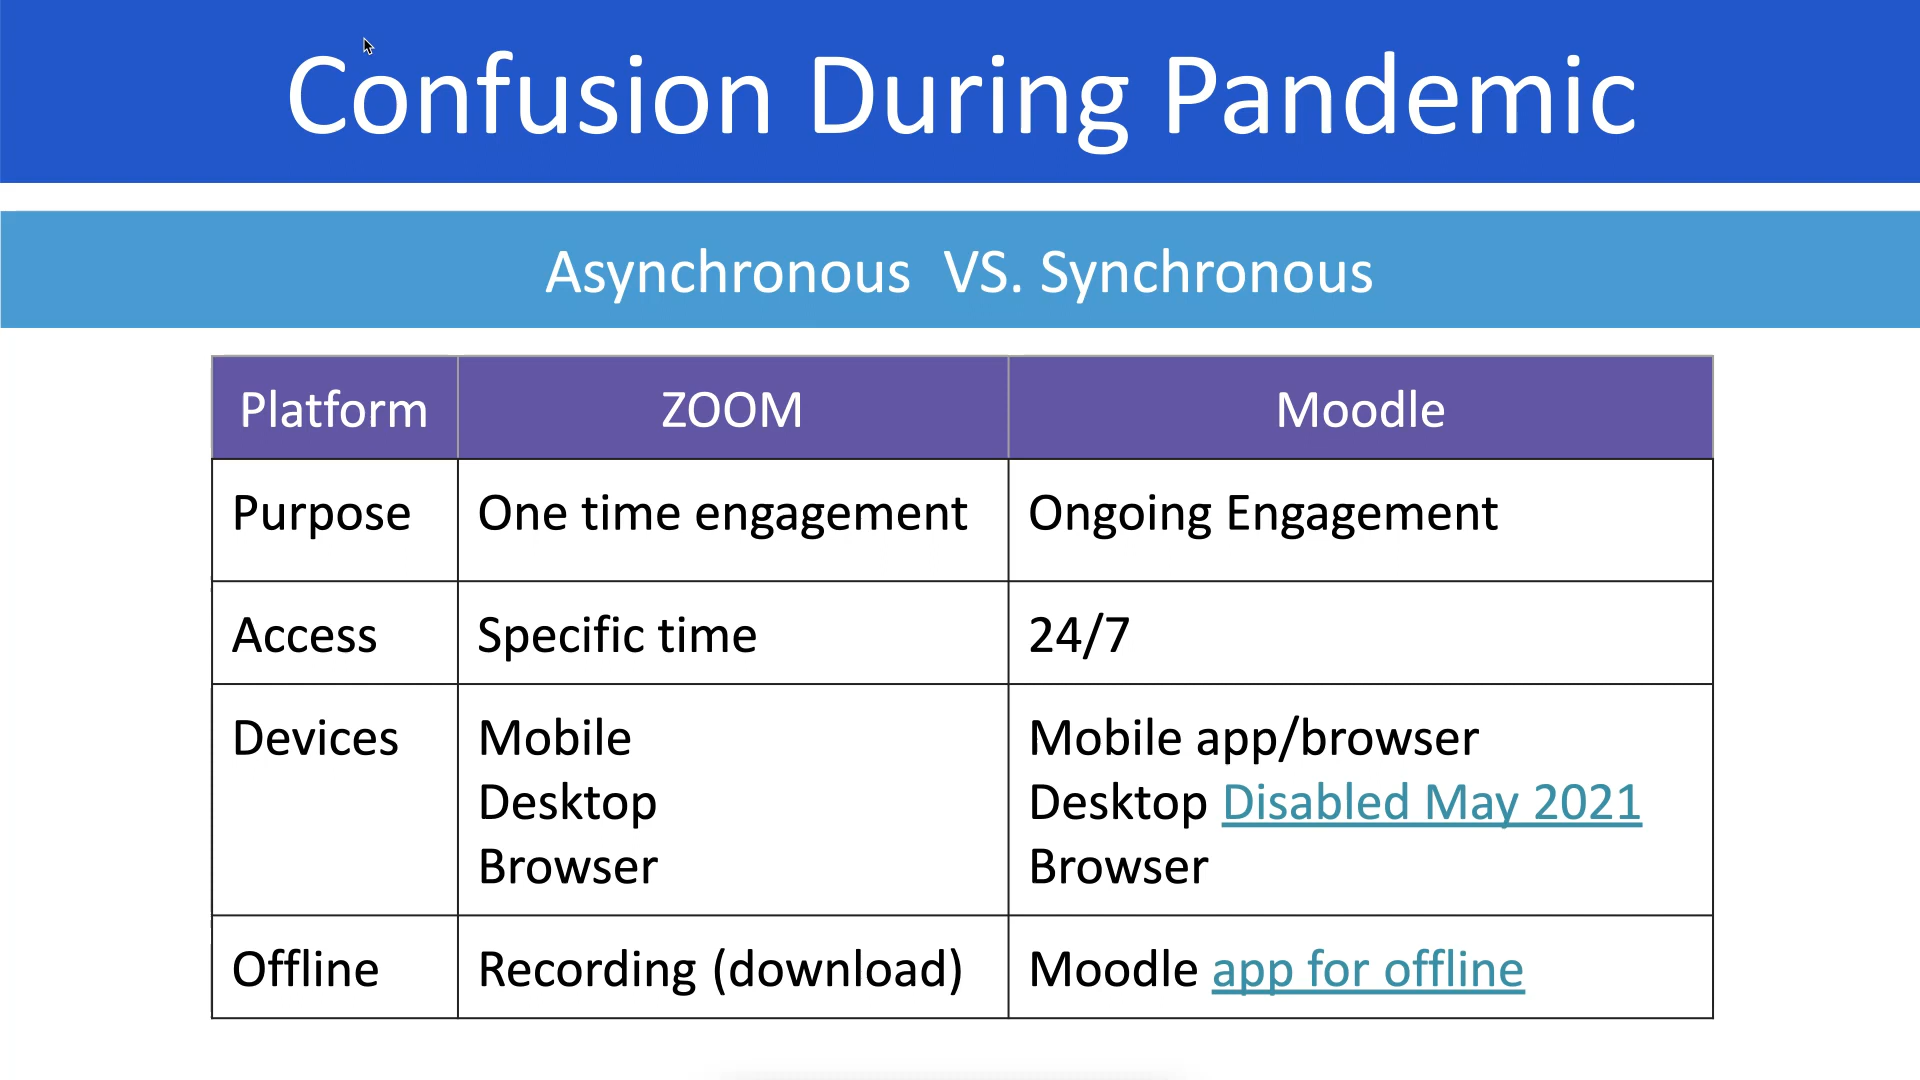 Confusion During Pandemic
Asynchronous VS. Synchronous
Platform ZOOM Moodle
Purpose One time engagement Ongoing Engagement
Access Specific time 24/7
Devices Mobile Mobile app/browser
Desktop Desktop Disabled May 2021
Browser Browser
Offline Recording (download) Moodle app for offline